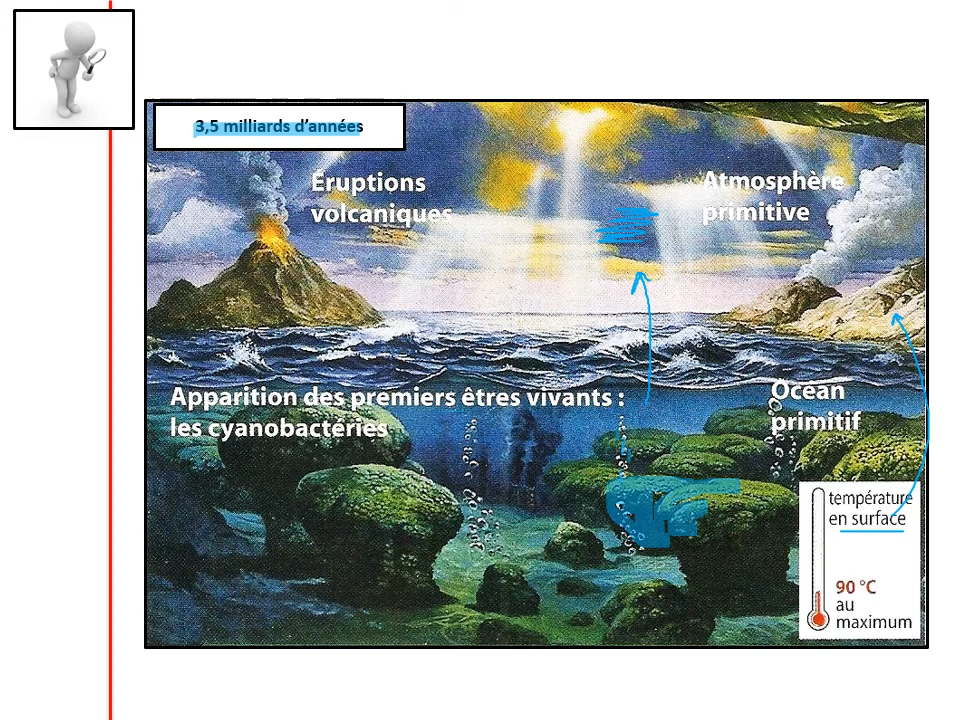 3,5 milliards d’années
Éruptions
volcaniques
Atmosphère
primitive
Apparition des premiers êtres vivants :
les cyanobactéries
Océan
primitif
température
en surface
90 °C
au
maximum